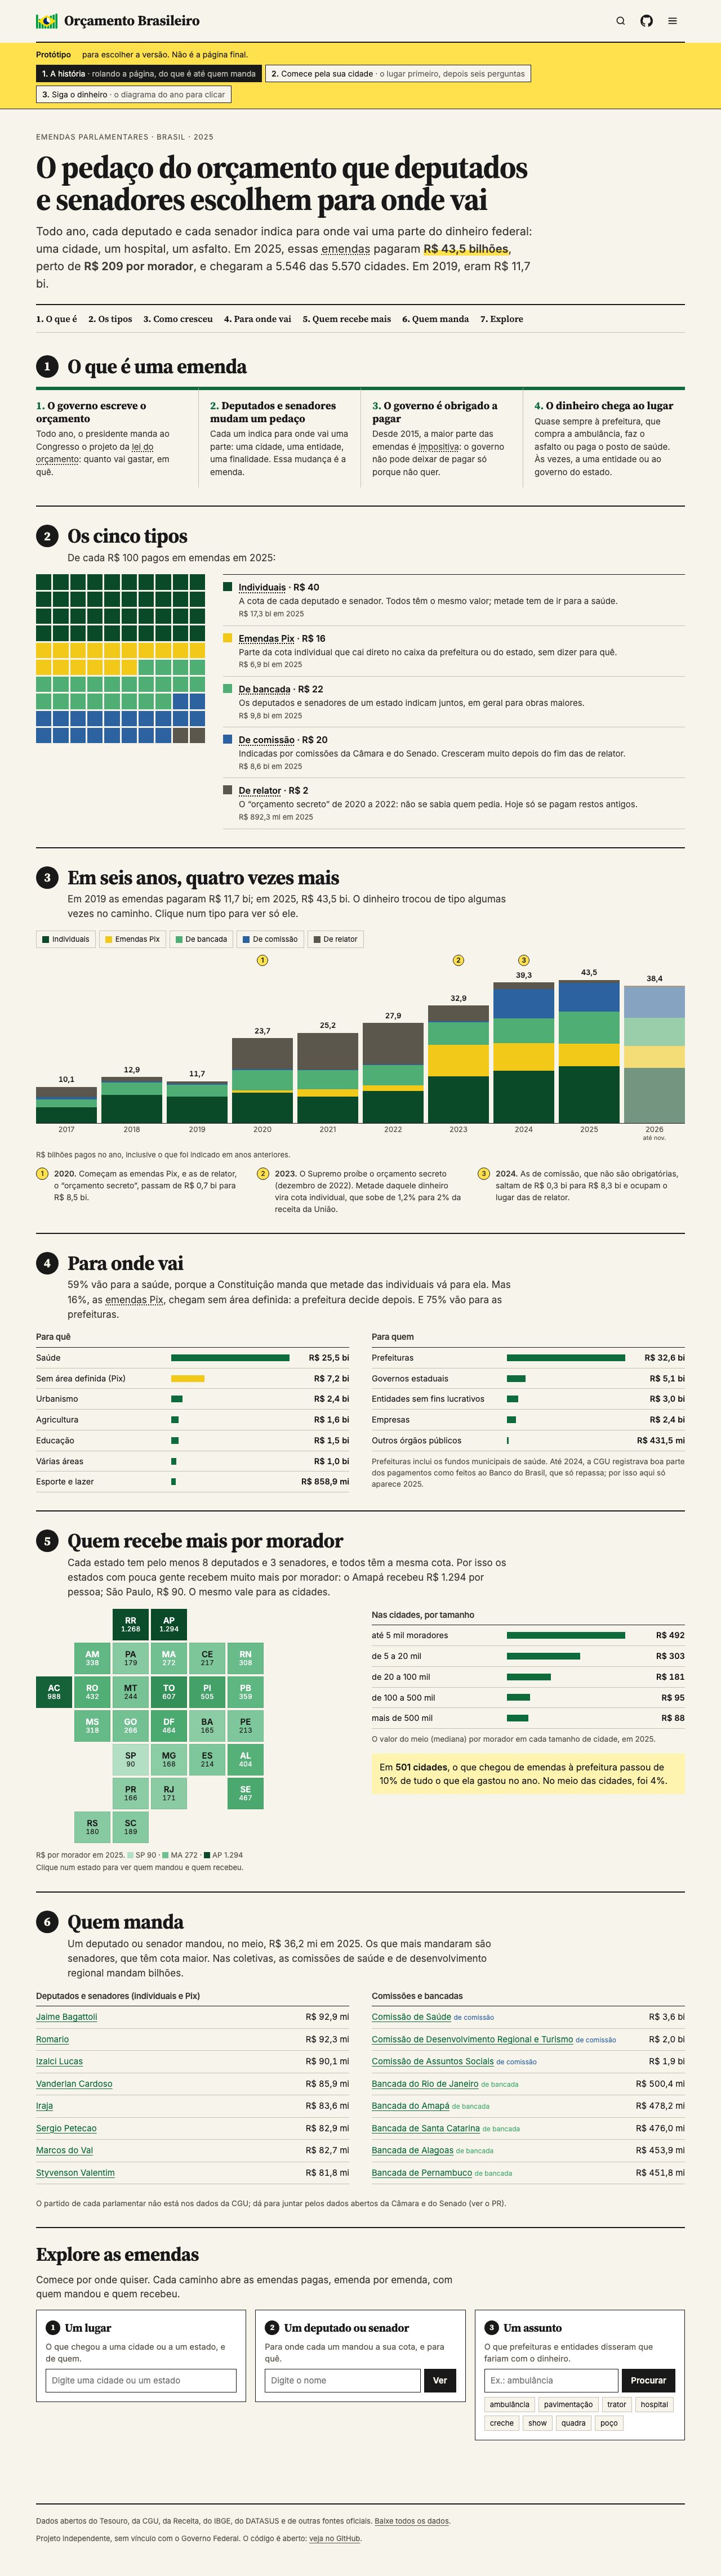 Orçamento Brasileiro
Protótipo para escolher a versão. Não é a página final.
1. A história · rolando a página, do que é até quem manda
2. Comece pela sua cidade · o lugar primeiro, depois seis perguntas
3. Siga o dinheiro · o diagrama do ano para clicar
EMENDAS PARLAMENTARES · BRASIL · 2025
O pedaço do orçamento que deputados
e senadores escolhem para onde vai
Todo ano, cada deputado e cada senador indica para onde vai uma parte do dinheiro federal:
uma cidade, um hospital, um asfalto. Em 2025, essas emendas pagaram R$ 43,5 bilhões,
perto de R$ 209 por morador, e chegaram a 5.546 das 5.570 cidades. Em 2019, eram R$ 11,7
bi.
1. O que é 2. Os tipos 3. Como cresceu 4. Para onde vai 5. Quem recebe mais 6. Quem manda 7. Explore
1 O que é uma emenda
1. O governo escreve o
orçamento
Todo ano, o presidente manda ao
Congresso o projeto da lei do
orçamento: quanto vai gastar, em
quê.
2. Deputados e senadores
mudam um pedaço
Cada um indica para onde vai uma
parte: uma cidade, uma entidade,
uma finalidade. Essa mudança é a
emenda.
3. O governo é obrigado a
pagar
Desde 2015, a maior parte das
emendas é impositiva: o governo
não pode deixar de pagar só
porque não quer.
4. O dinheiro chega ao lugar
Quase sempre à prefeitura, que
compra a ambulância, faz o
asfalto ou paga o posto de saúde.
Às vezes, a uma entidade ou ao
governo do estado.
2 Os cinco tipos
De cada R$ 100 pagos em emendas em 2025:
Individuais · R$ 40
A cota de cada deputado e senador. Todos têm o mesmo valor; metade tem de ir para a saúde.
R$ 17,3 bi em 2025
Emendas Pix · R$ 16
Parte da cota individual que cai direto no caixa da prefeitura ou do estado, sem dizer para quê.
R$ 6,9 bi em 2025
De bancada · R$ 22
Os deputados e senadores de um estado indicam juntos, em geral para obras maiores.
R$ 9,8 bi em 2025
De comissão · R$ 20
Indicadas por comissões da Câmara e do Senado. Cresceram muito depois do fim das de relator.
R$ 8,6 bi em 2025
De relator · R$ 2
O “orçamento secreto” de 2020 a 2022: não se sabia quem pedia. Hoje só se pagam restos antigos.
R$ 892,3 mi em 2025
3 Em seis anos, quatro vezes mais
Em 2019 as emendas pagaram R$ 11,7 bi; em 2025, R$ 43,5 bi. O dinheiro trocou de tipo algumas
vezes no caminho. Clique num tipo para ver só ele.
Individuais Emendas Pix De bancada De comissão De relator
1 2 3
10,1 12,9 11,7 23,7 25,2 27,9 32,9 39,3 43,5 38,4
2017 2018 2019 2020 2021 2022 2023 2024 2025 2026
até nov.
R$ bilhões pagos no ano, inclusive o que foi indicado em anos anteriores.
1 2020. Começam as emendas Pix, e as de relator,
o “orçamento secreto”, passam de R$ 0,7 bi para
R$ 8,5 bi.
2 2023. O Supremo proíbe o orçamento secreto
(dezembro de 2022). Metade daquele dinheiro
vira cota individual, que sobe de 1,2% para 2% da
receita da União.
3 2024. As de comissão, que não são obrigatórias,
saltam de R$ 0,3 bi para R$ 8,3 bi e ocupam o
lugar das de relator.
4 Para onde vai
59% vão para a saúde, porque a Constituição manda que metade das individuais vá para ela. Mas
16%, as emendas Pix, chegam sem área definida: a prefeitura decide depois. E 75% vão para as
prefeituras.
Para quê
Saúde R$ 25,5 bi
Sem área definida (Pix) R$ 7,2 bi
Urbanismo R$ 2,4 bi
Agricultura R$ 1,6 bi
Educação R$ 1,5 bi
Várias áreas R$ 1,0 bi
Esporte e lazer R$ 858,9 mi
Para quem
Prefeituras R$ 32,6 bi
Governos estaduais R$ 5,1 bi
Entidades sem fins lucrativos R$ 3,0 bi
Empresas R$ 2,4 bi
Outros órgãos públicos R$ 431,5 mi
Prefeituras inclui os fundos municipais de saúde. Até 2024, a CGU registrava boa parte
dos pagamentos como feitos ao Banco do Brasil, que só repassa; por isso aqui só
aparece 2025.
5 Quem recebe mais por morador
Cada estado tem pelo menos 8 deputados e 3 senadores, e todos têm a mesma cota. Por isso os
estados com pouca gente recebem muito mais por morador: o Amapá recebeu R$ 1.294 por
pessoa; São Paulo, R$ 90. O mesmo vale para as cidades.
RR AP
1.268 1.294
AM PA MA CE RN
338 179 272 217 308
AC RO MT TO PI PB
988 432 244 607 505 359
MS GO DF BA PE
318 266 464 165 213
SP MG ES AL
90 168 214 404
PR RJ SE
166 171 467
RS SC
180 189
R$ por morador em 2025. SP 90 · MA 272 · AP 1.294
Clique num estado para ver quem mandou e quem recebeu.
Nas cidades, por tamanho
até 5 mil moradores R$ 492
de 5 a 20 mil R$ 303
de 20 a 100 mil R$ 181
de 100 a 500 mil R$ 95
mais de 500 mil R$ 88
O valor do meio (mediana) por morador em cada tamanho de cidade, em 2025.
Em 501 cidades, o que chegou de emendas à prefeitura passou de
10% de tudo o que ela gastou no ano. No meio das cidades, foi 4%.
6 Quem manda
Um deputado ou senador mandou, no meio, R$ 36,2 mi em 2025. Os que mais mandaram são
senadores, que têm cota maior. Nas coletivas, as comissões de saúde e de desenvolvimento
regional mandam bilhões.
Deputados e senadores (individuais e Pix)
Jaime Bagattoli R$ 92,9 mi
Romario R$ 92,3 mi
Izalci Lucas R$ 90,1 mi
Vanderlan Cardoso R$ 85,9 mi
Iraja R$ 83,6 mi
Sergio Petecao R$ 82,9 mi
Marcos do Val R$ 82,7 mi
Styvenson Valentim R$ 81,8 mi
Comissões e bancadas
Comissão de Saúde de comissão R$ 3,6 bi
Comissão de Desenvolvimento Regional e Turismo de comissão R$ 2,0 bi
Comissão de Assuntos Sociais de comissão R$ 1,9 bi
Bancada do Rio de Janeiro de bancada R$ 500,4 mi
Bancada do Amapá de bancada R$ 478,2 mi
Bancada de Santa Catarina de bancada R$ 476,0 mi
Bancada de Alagoas de bancada R$ 453,9 mi
Bancada de Pernambuco de bancada R$ 451,8 mi
O partido de cada parlamentar não está nos dados da CGU; dá para juntar pelos dados abertos da Câmara e do Senado (ver o PR).
Explore as emendas
Comece por onde quiser. Cada caminho abre as emendas pagas, emenda por emenda, com
quem mandou e quem recebeu.
1 Um lugar
O que chegou a uma cidade ou a um estado, e
de quem.
Digite uma cidade ou um estado
2 Um deputado ou senador
Para onde cada um mandou a sua cota, e para
quê.
Digite o nome Ver
3 Um assunto
O que prefeituras e entidades disseram que
fariam com o dinheiro.
Ex.: ambulância Procurar
ambulância pavimentação trator hospital
creche show quadra poço
Dados abertos do Tesouro, da CGU, da Receita, do IBGE, do DATASUS e de outras fontes oficiais. Baixe todos os dados.
Projeto independente, sem vínculo com o Governo Federal. O código é aberto: veja no GitHub.